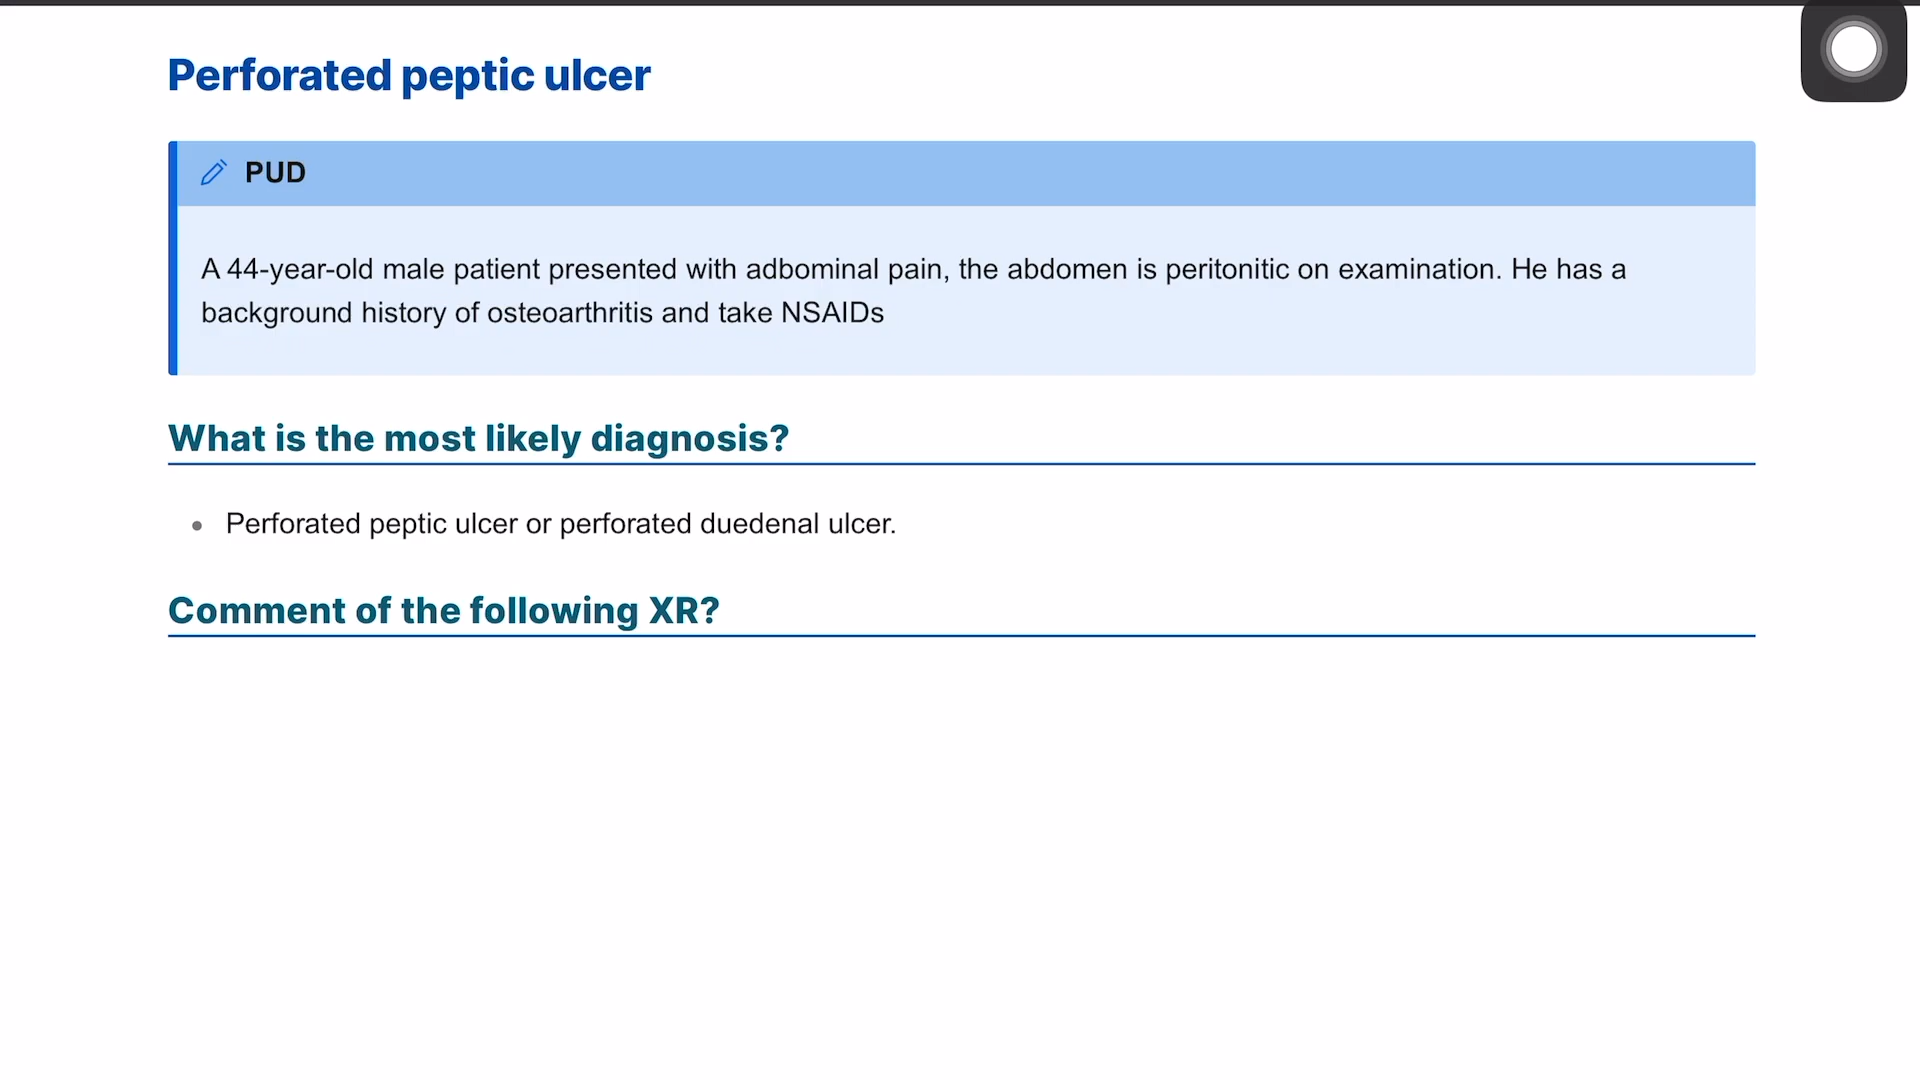 Perforated peptic ulcer
PUD
A 44-year-old male patient presented with adbominal pain, the abdomen is peritonitic on examination. He has a
background history of osteoarthritis and take NSAIDs
What is the most likely diagnosis?
Perforated peptic ulcer or perforated duedenal ulcer.
Comment of the following XR?